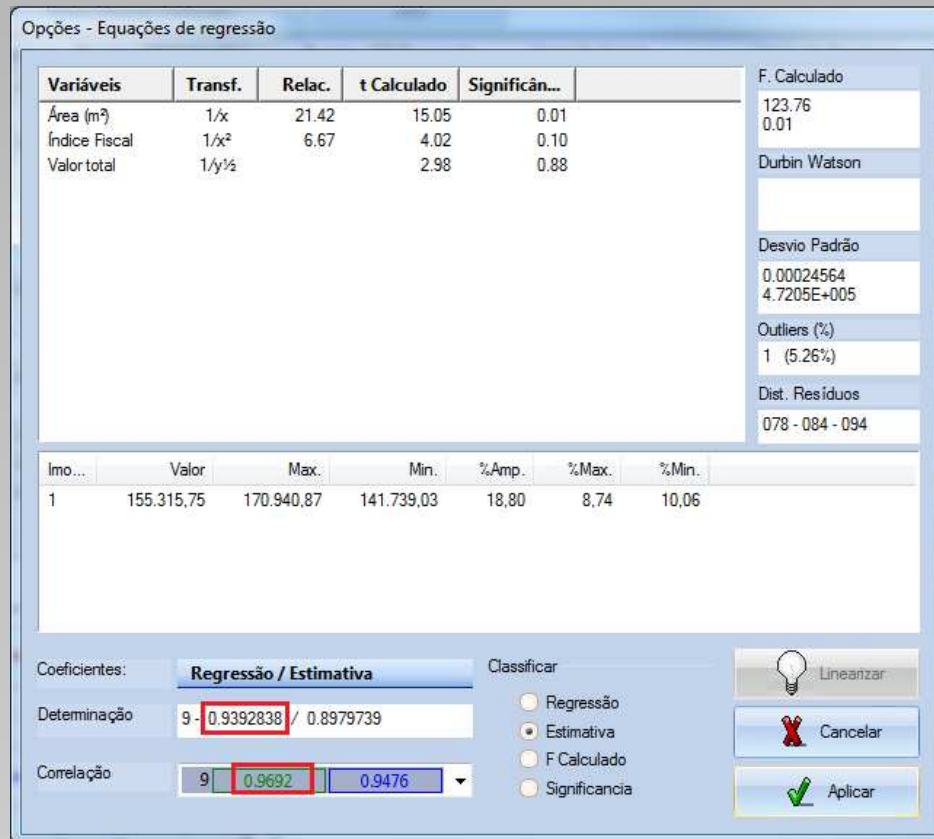 Opções - Equações de regressão
Variáveis Transf. Relac. t Calculado Significân...
Área (m²) 1/x 21.42 15.05 0.01
Índice Fiscal 1/x² 6.67 4.02 0.10
Valor total 1/y½ 2.98 0.88
F. Calculado
123.76
0.01
Durbin Watson
Desvio Padrão
0.00024564
4.7205E+005
Outliers (%)
1 (5.26%)
Dist. Resíduos
078 - 084 - 094
Imo... Valor Max. Min. %Amp. %Max. %Min.
1 155.315,75 170.940,87 141.739,03 18,80 8,74 10,06
Coeficientes: Regressão / Estimativa
Determinação 9 - 0.9392838 / 0.8979739
Correlação 9 0.9692 0.9476
Classificar
Regressão
Estimativa
F Calculado
Significancia
Linearizar
Cancelar
Aplicar